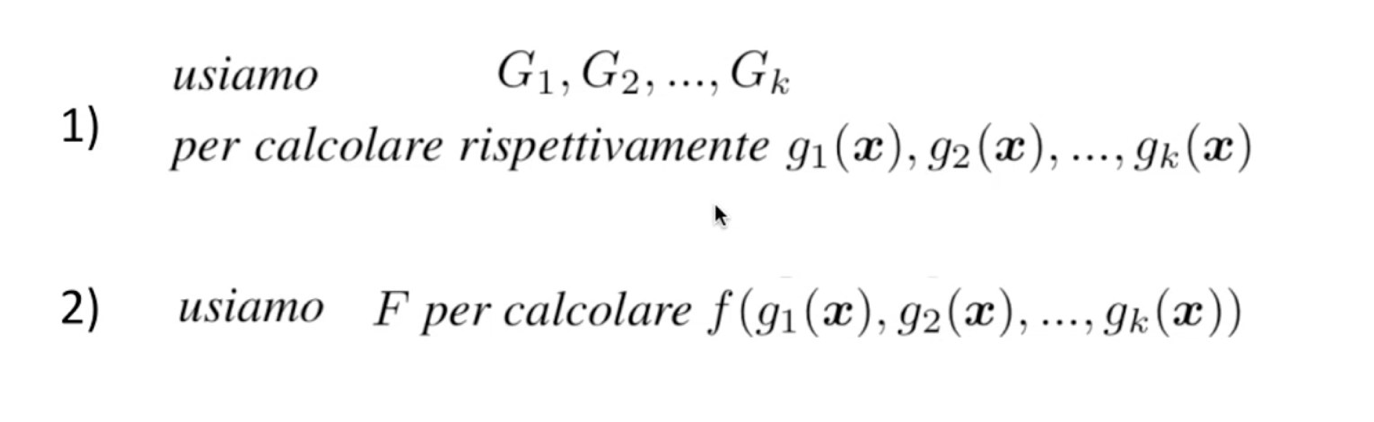 usiamo G₁, G₂, ..., Gₖ
1)
per calcolare rispettivamente g₁(x), g₂(x), ..., gₖ(x)
2) usiamo F per calcolare f(g₁(x), g₂(x), ..., gₖ(x))